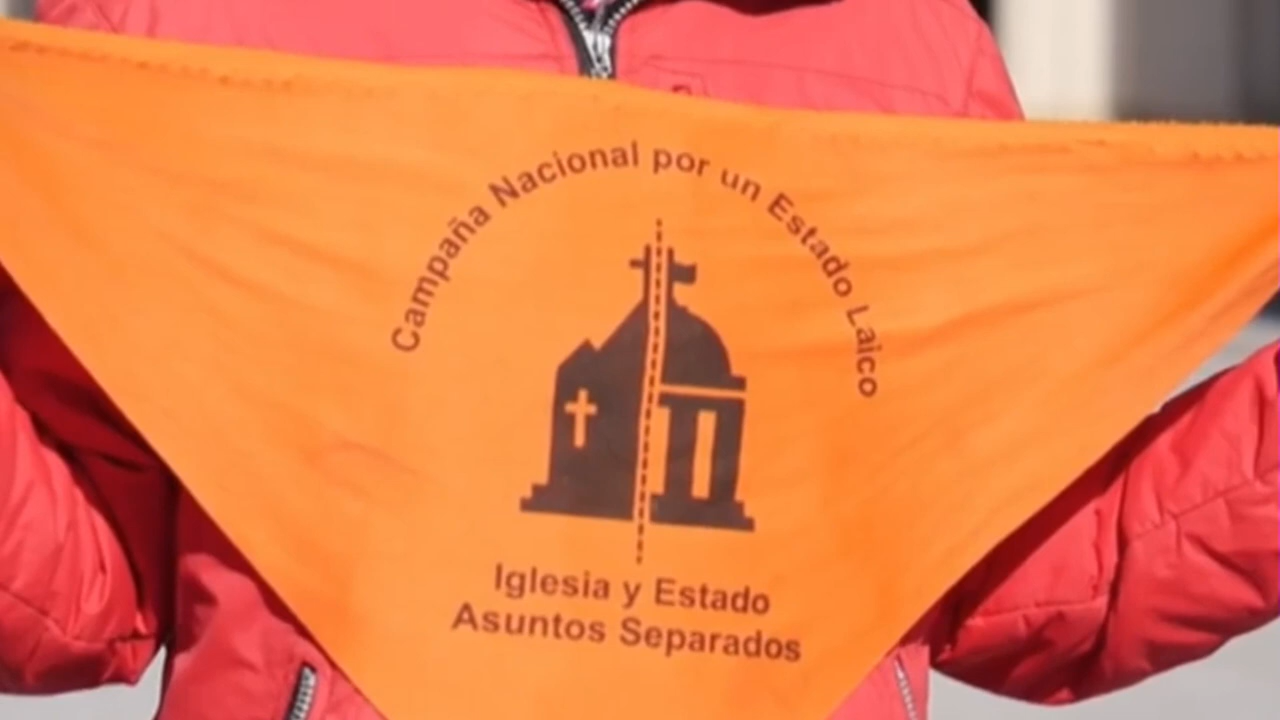 Campaña Nacional por un Estado Laico
Iglesia y Estado
Asuntos Separados